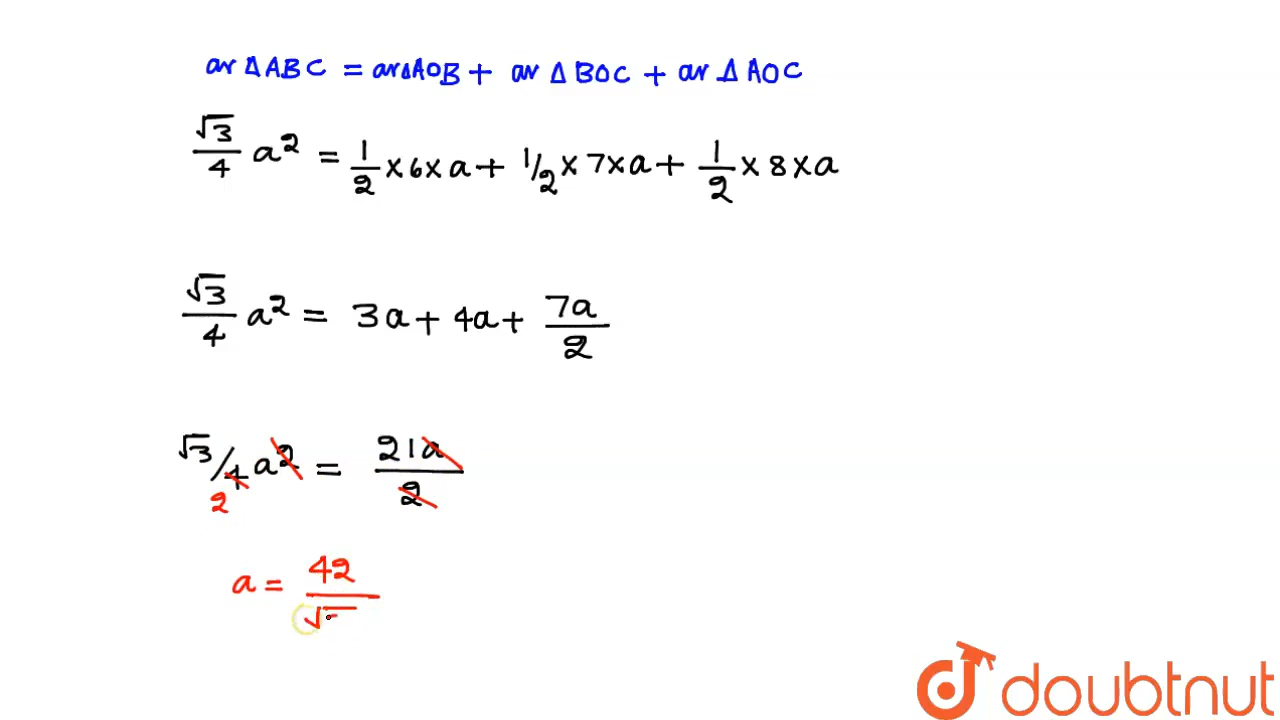 ar ΔABC = arΔAOB + ar ΔBOC + ar ΔAOC
√3/4 a² = 1/2 × 6 × a + 1/2 × 7 × a + 1/2 × 8 × a
√3/4 a² = 3a + 4a + 7a/2
√3/4 a² = 21a/2
2
a = 42/√
doubtnut